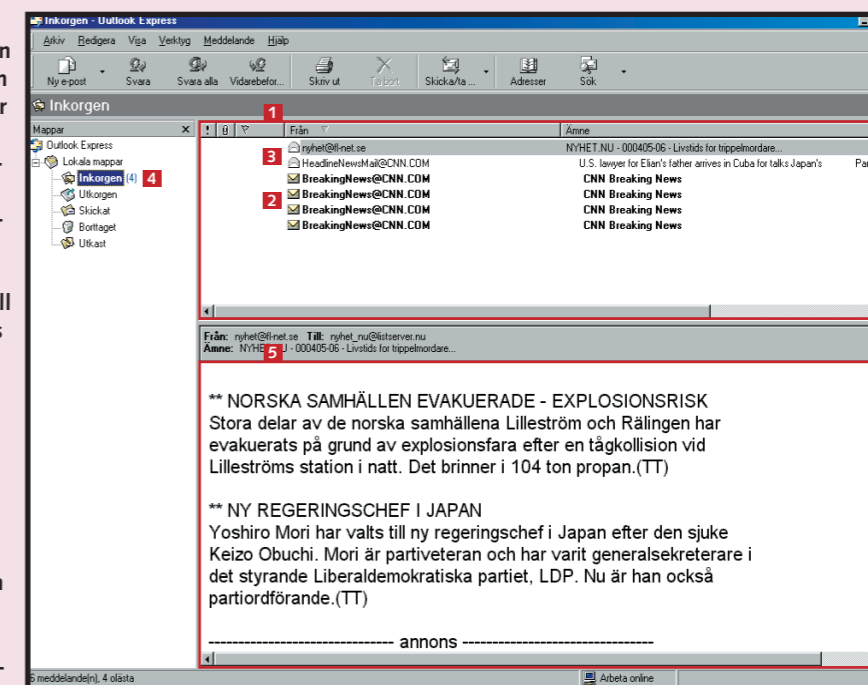 Inkorgen - Outlook Express
Arkiv Redigera Visa Verktyg Meddelande Hjälp
Ny e-post Svara Svara alla Vidarebefor... Skriv ut Ta bort Skicka/ta ... Adresser Sök
Inkorgen
1
Mappar
! Från Ämne
Outlook Express
nyhet@fl-net.se NYHET.NU - 000405-06 - Livstids for trippelmordare...
Lokala mappar
3 HeadlineNewsMail@CNN.COM U.S. lawyer for Elian's father arrives in Cuba for talks Japan's Par
Inkorgen (4) 4
BreakingNews@CNN.COM CNN Breaking News
Utkorgen
2 BreakingNews@CNN.COM CNN Breaking News
Skickat
BreakingNews@CNN.COM CNN Breaking News
Borttaget
BreakingNews@CNN.COM CNN Breaking News
Utkast
Från: nyhet@fl-net.se Till: nyhet_nu@listserver.nu
Ämne: 5 - 000405-06 - Livstids for trippelmordare...
** NORSKA SAMHÄLLEN EVAKUERADE - EXPLOSIONSRISK
Stora delar av de norska samhällena Lilleström och Rälingen har
evakuerats på grund av explosionsfara efter en tågkollision vid
Lilleströms station i natt. Det brinner i 104 ton propan.(TT)
** NY REGERINGSCHEF I JAPAN
Yoshiro Mori har valts till ny regeringschef i Japan efter den sjuke
Keizo Obuchi. Mori är partiveteran och har varit generalsekreterare i
det styrande Liberaldemokratiska partiet, LDP. Nu är han också
partiordförande.(TT)
------------------------------- annons --------------------------------
6 meddelande(n), 4 olästa Arbeta online